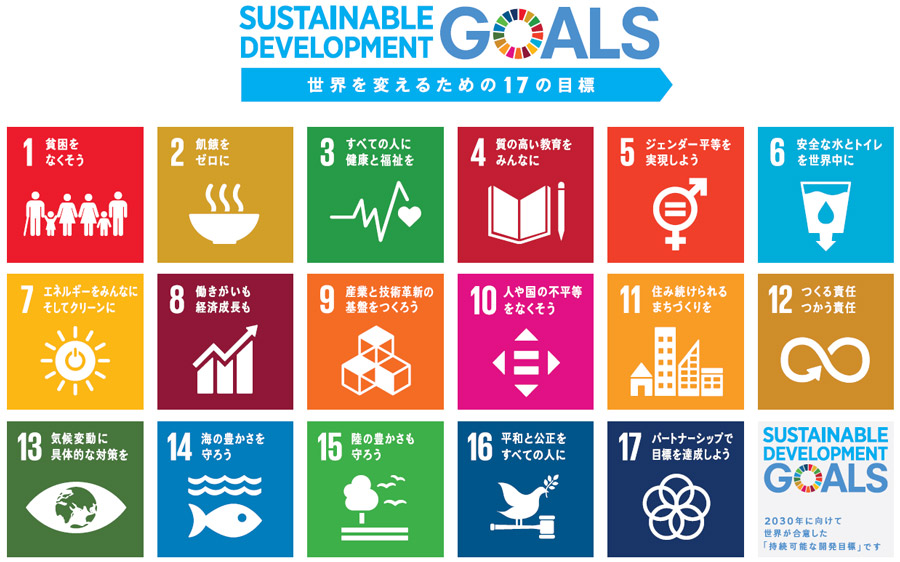 SUSTAINABLE
DEVELOPMENT
GOALS
世界を変えるための17の目標
1 貧困を
なくそう
2 飢餓を
ゼロに
3 すべての人に
健康と福祉を
4 質の高い教育を
みんなに
5 ジェンダー平等を
実現しよう
6 安全な水とトイレ
を世界中に
7 エネルギーをみんなに
そしてクリーンに
8 働きがいも
経済成長も
9 産業と技術革新の
基盤をつくろう
10 人や国の不平等
をなくそう
11 住み続けられる
まちづくりを
12 つくる責任
つかう責任
13 気候変動に
具体的な対策を
14 海の豊かさを
守ろう
15 陸の豊かさも
守ろう
16 平和と公正を
すべての人に
17 パートナーシップで
目標を達成しよう
SUSTAINABLE
DEVELOPMENT
GOALS
2030年に向けて
世界が合意した
「持続可能な開発目標」です